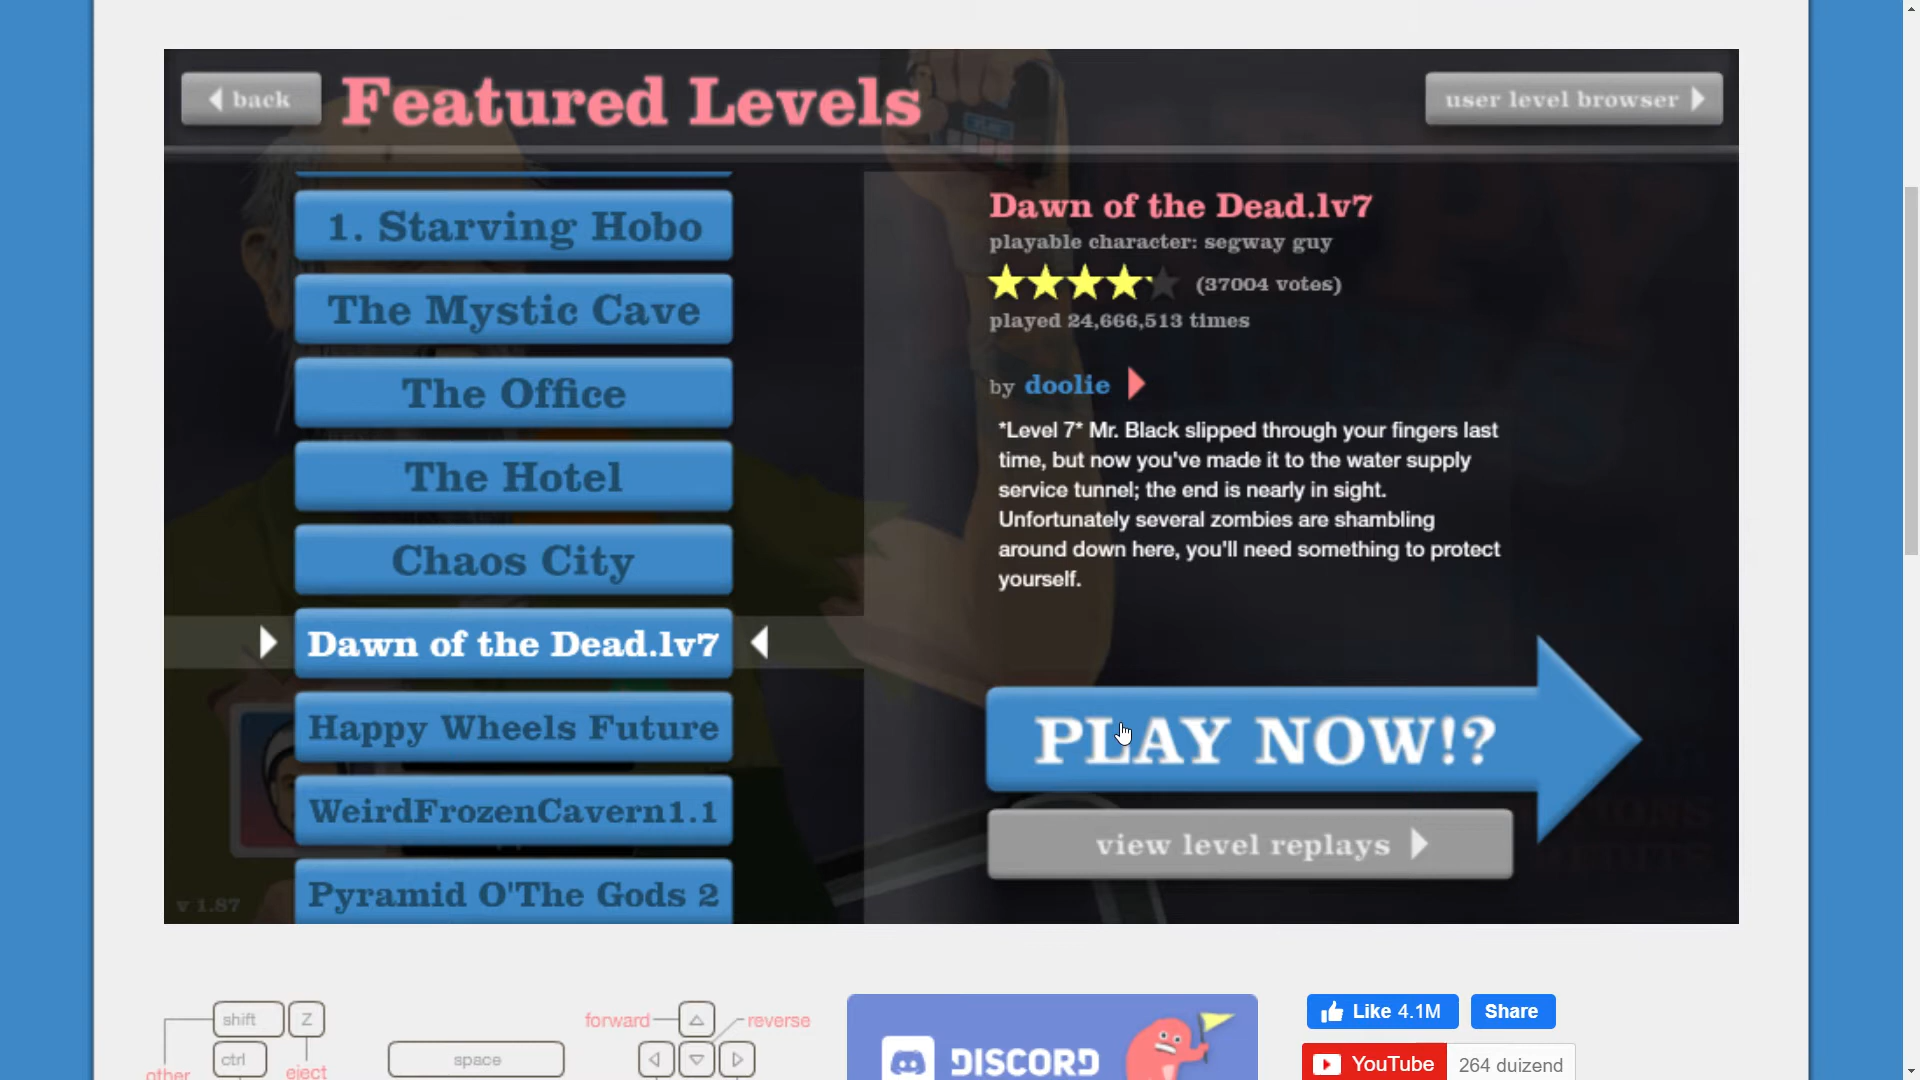 back
Featured Levels
user level browser
1. Starving Hobo
The Mystic Cave
The Office
The Hotel
Chaos City
Dawn of the Dead.lv7
Happy Wheels Future
WeirdFrozenCavern1.1
Pyramid O'The Gods 2
v 1.87
Dawn of the Dead.lv7
playable character: segway guy
(37004 votes)
played 24,666,513 times
by doolie
*Level 7* Mr. Black slipped through your fingers last
time, but now you've made it to the water supply
service tunnel; the end is nearly in sight.
Unfortunately several zombies are shambling
around down here, you'll need something to protect
yourself.
PLAY NOW!?
view level replays
shift
Z
ctrl
other
eject
space
forward
reverse
DISCORD
Like 4.1M
Share
YouTube
264 duizend